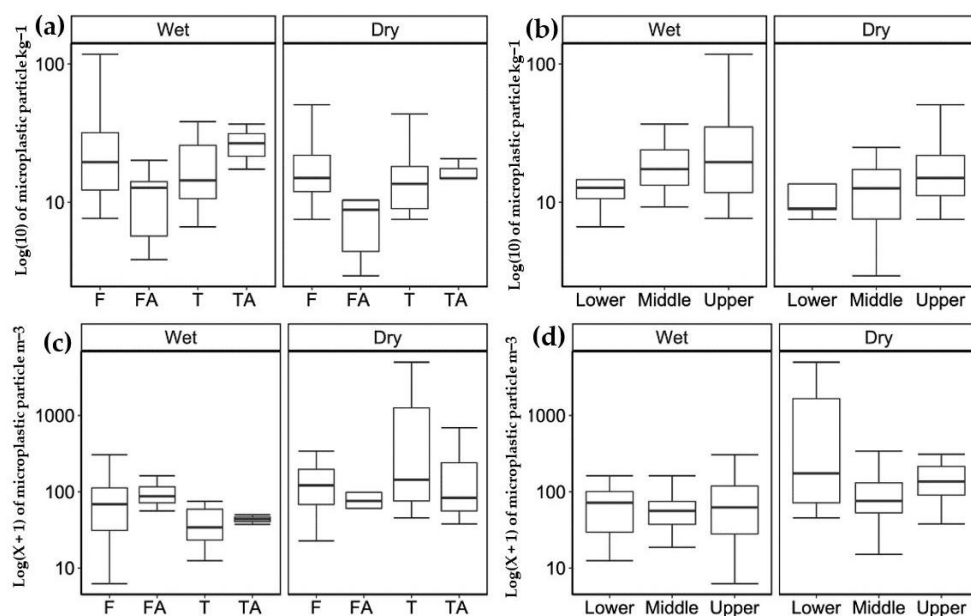 (a)
Wet
Dry
Log(10) of microplastic particle kg−1
100
10
F FA T TA
F FA T TA
(b)
Wet
Dry
Log(10) of microplastic particle kg−1
100
10
Lower Middle Upper
Lower Middle Upper
(c)
Wet
Dry
Log(X + 1) of microplastic particle m−3
1000
100
10
F FA T TA
F FA T TA
(d)
Wet
Dry
Log(X + 1) of microplastic particle m−3
1000
100
10
Lower Middle Upper
Lower Middle Upper